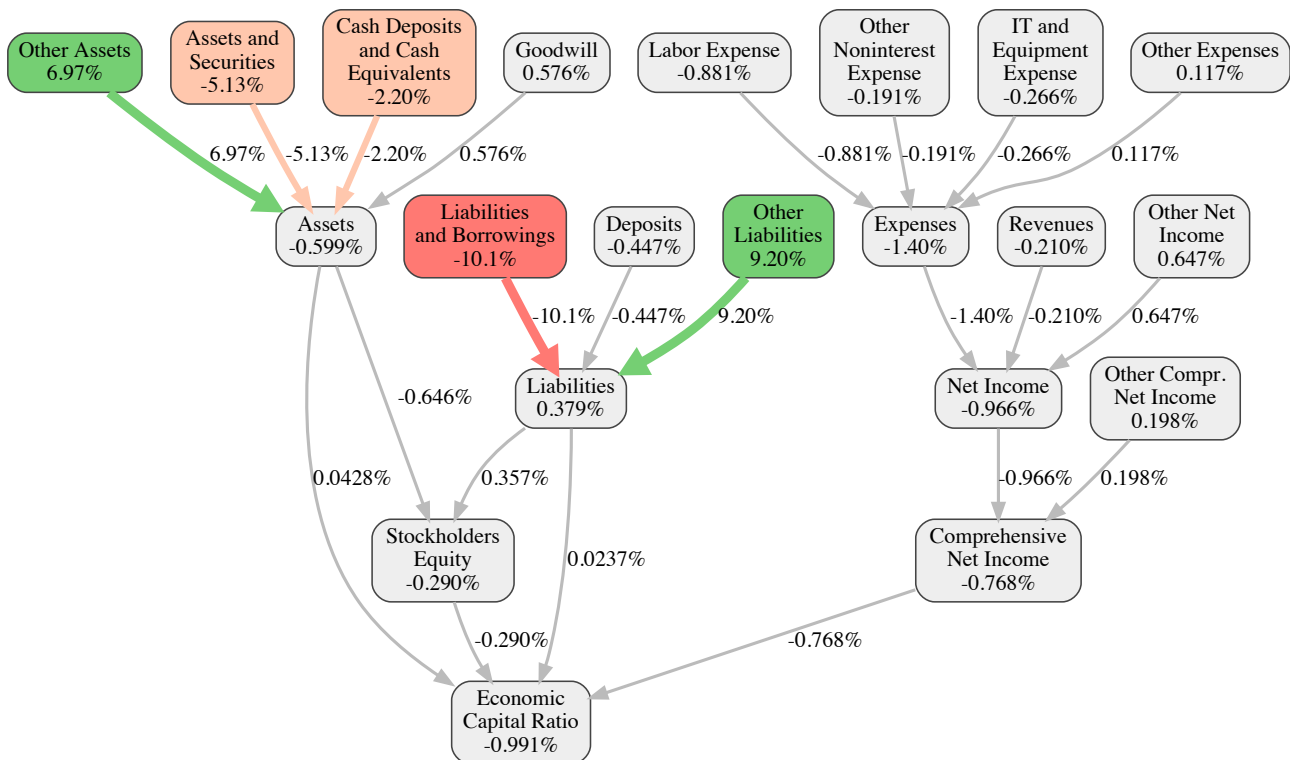 Other Assets
6.97%
Assets and
Securities
-5.13%
Cash Deposits
and Cash
Equivalents
-2.20%
Goodwill
0.576%
Labor Expense
-0.881%
Other
Noninterest
Expense
-0.191%
IT and
Equipment
Expense
-0.266%
Other Expenses
0.117%
6.97%
-5.13%
-2.20%
0.576%
-0.881%
-0.191%
-0.266%
0.117%
Assets
-0.599%
Liabilities
and Borrowings
-10.1%
Deposits
-0.447%
Other
Liabilities
9.20%
Expenses
-1.40%
Revenues
-0.210%
Other Net
Income
0.647%
-10.1%
-0.447%
9.20%
-1.40%
-0.210%
0.647%
-0.646%
Liabilities
0.379%
Net Income
-0.966%
Other Compr.
Net Income
0.198%
0.0428%
0.357%
-0.966%
0.198%
Stockholders
Equity
-0.290%
0.0237%
Comprehensive
Net Income
-0.768%
-0.290%
-0.768%
Economic
Capital Ratio
-0.991%